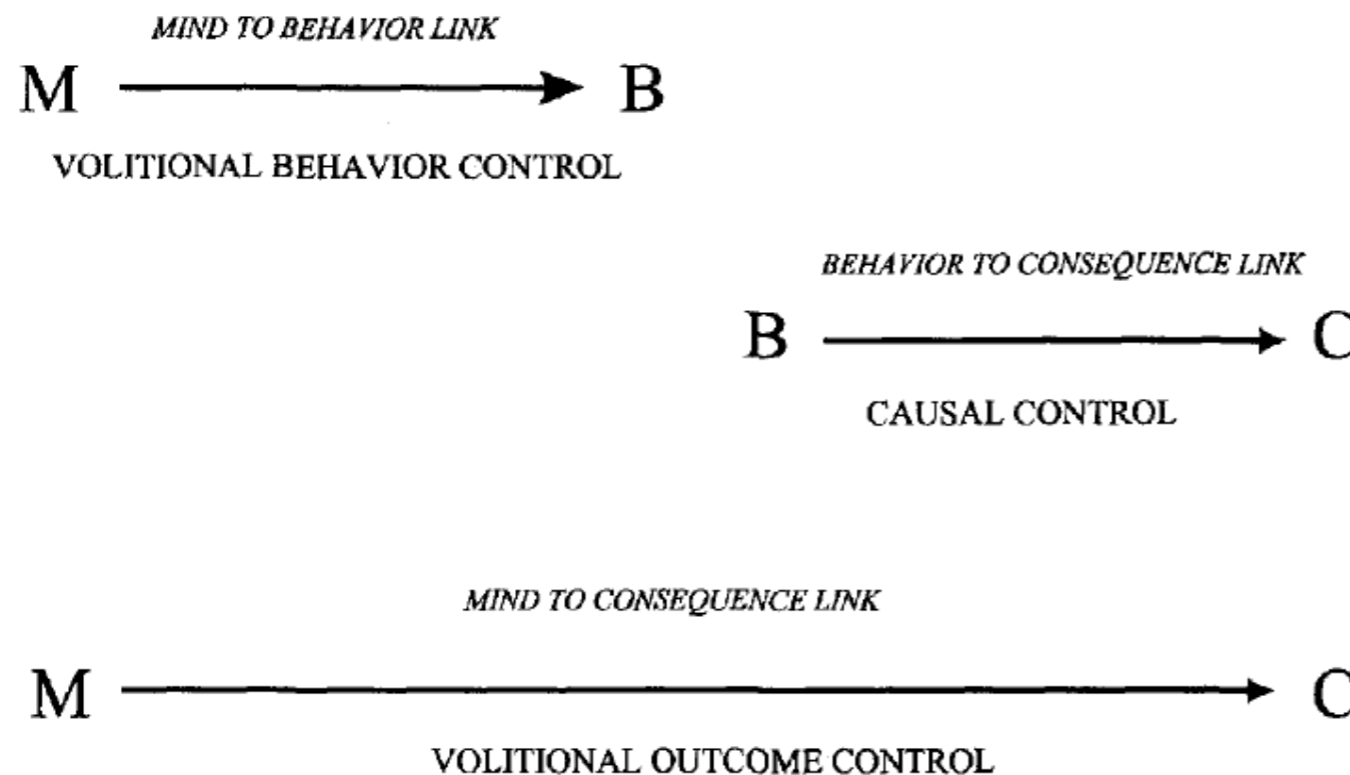 MIND TO BEHAVIOR LINK
M B
VOLITIONAL BEHAVIOR CONTROL
BEHAVIOR TO CONSEQUENCE LINK
B C
CAUSAL CONTROL
MIND TO CONSEQUENCE LINK
M C
VOLITIONAL OUTCOME CONTROL